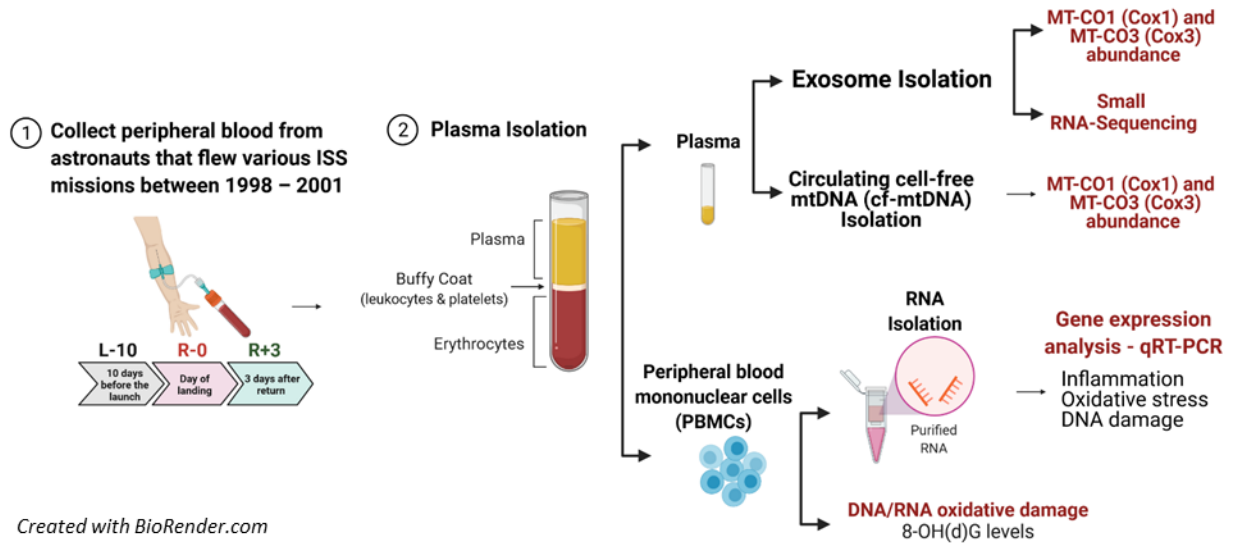 1
Collect peripheral blood from
astronauts that flew various ISS
missions between 1998 – 2001
L-10
R-0
R+3
10 days
before the
launch
Day of
landing
3 days after
return
2
Plasma Isolation
Plasma
Buffy Coat
(leukocytes & platelets)
Erythrocytes
Plasma
Exosome Isolation
MT-CO1 (Cox1) and
MT-CO3 (Cox3)
abundance
Small
RNA-Sequencing
Circulating cell-free
mtDNA (cf-mtDNA)
Isolation
MT-CO1 (Cox1) and
MT-CO3 (Cox3)
abundance
Peripheral blood
mononuclear cells
(PBMCs)
RNA
Isolation
Purified
RNA
Gene expression
analysis - qRT-PCR
Inflammation
Oxidative stress
DNA damage
DNA/RNA oxidative damage
8-OH(d)G levels
Created with BioRender.com